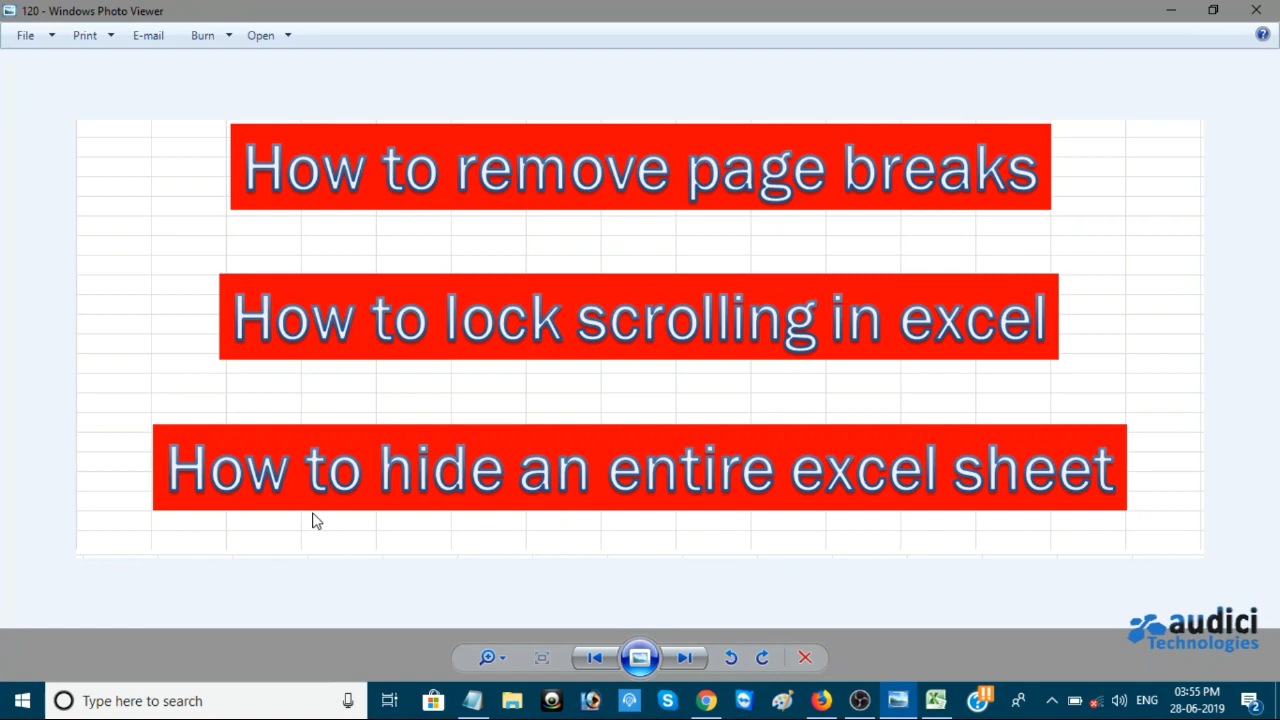 120 - Windows Photo Viewer
File Print E-mail Burn Open
How to remove page breaks
How to lock scrolling in excel
How to hide an entire excel sheet
audici
Technologies
Type here to search
ENG
03:55 PM
28-06-2019
2